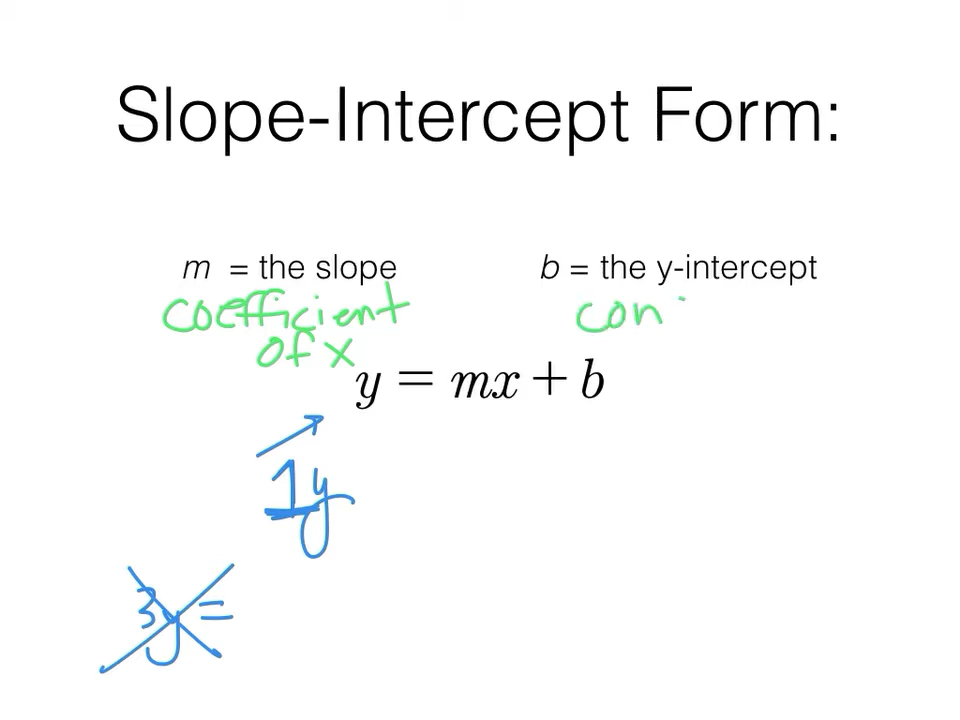 Slope-Intercept Form:
m = the slope
b = the y-intercept
coefficient
of x
con
y = mx + b
1y
3y =